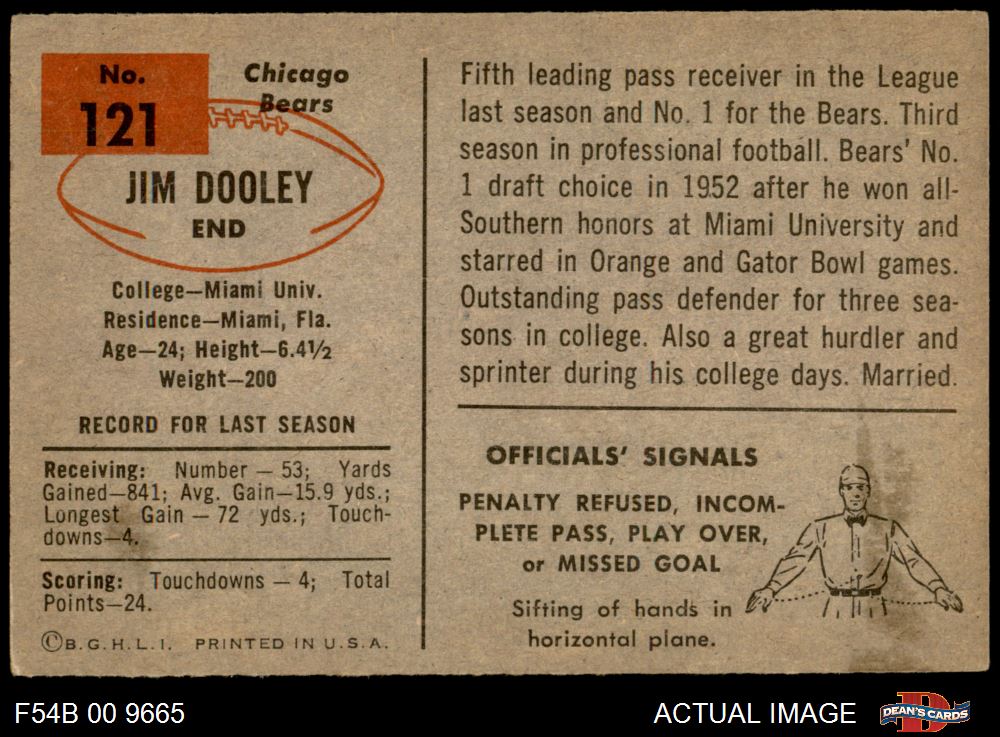 No.
121
Chicago
Bears
JIM DOOLEY
END
College—Miami Univ.
Residence—Miami, Fla.
Age—24; Height—6.4½
Weight—200
RECORD FOR LAST SEASON
Receiving: Number — 53; Yards
Gained—841; Avg. Gain—15.9 yds.;
Longest Gain — 72 yds.; Touch-
downs—4.
Scoring: Touchdowns — 4; Total
Points—24.
©B.G.H.L.I. PRINTED IN U.S.A.
Fifth leading pass receiver in the League
last season and No. 1 for the Bears. Third
season in professional football. Bears' No.
1 draft choice in 1952 after he won all-
Southern honors at Miami University and
starred in Orange and Gator Bowl games.
Outstanding pass defender for three sea-
sons in college. Also a great hurdler and
sprinter during his college days. Married.
OFFICIALS' SIGNALS
PENALTY REFUSED, INCOM-
PLETE PASS, PLAY OVER,
or MISSED GOAL
Sifting of hands in
horizontal plane.
F54B 00 9665
ACTUAL IMAGE
D
DEAN'S CARDS